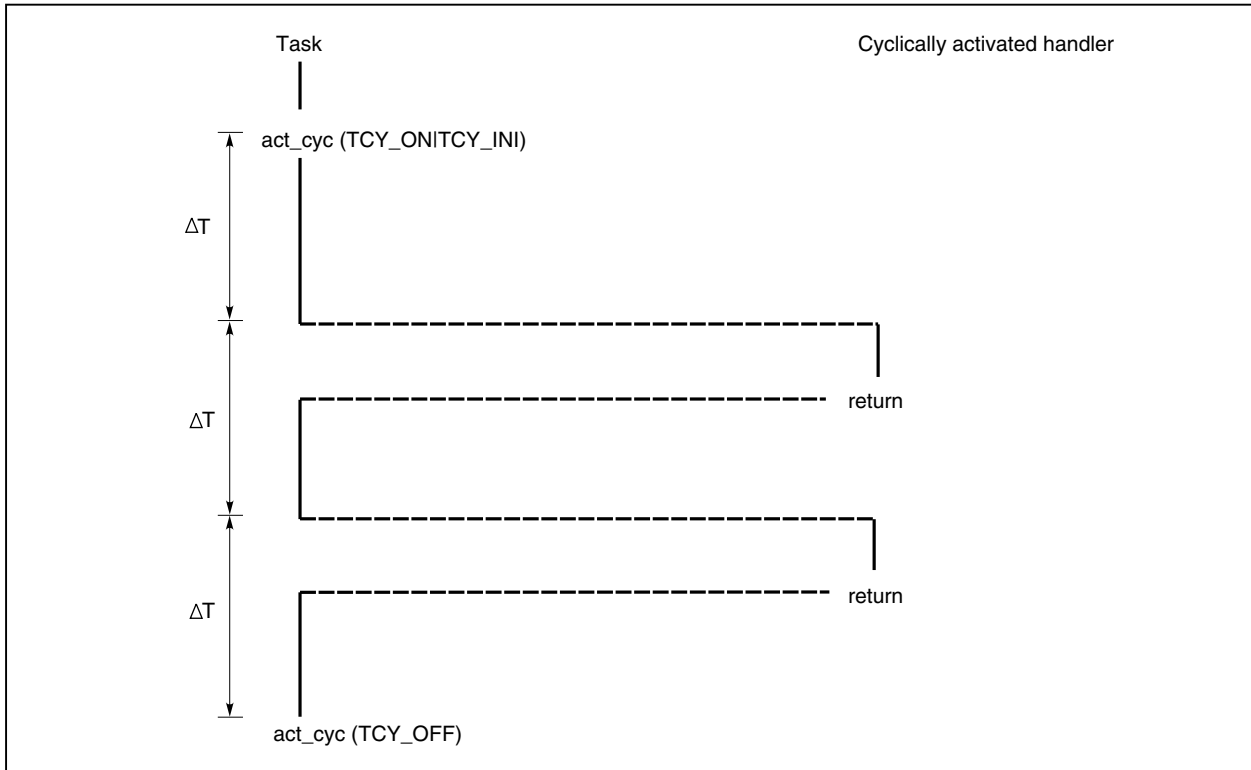 Task
Cyclically activated handler
act_cyc (TCY_ON|TCY_INI)
ΔT
return
ΔT
return
ΔT
act_cyc (TCY_OFF)